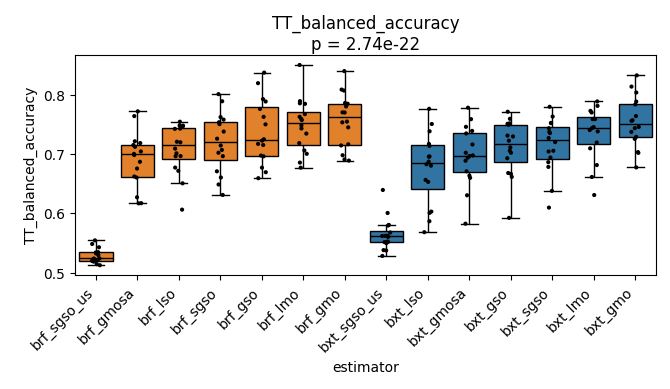 TT_balanced_accuracy
p = 2.74e-22
TT_balanced_accuracy
0.8
0.7
0.6
0.5
brf_sgso_us
brf_gmosa
brf_lso
brf_sgso
brf_gso
brf_lmo
brf_gmo
bxt_sgso_us
bxt_lso
bxt_gmosa
bxt_gso
bxt_sgso
bxt_lmo
bxt_gmo
estimator